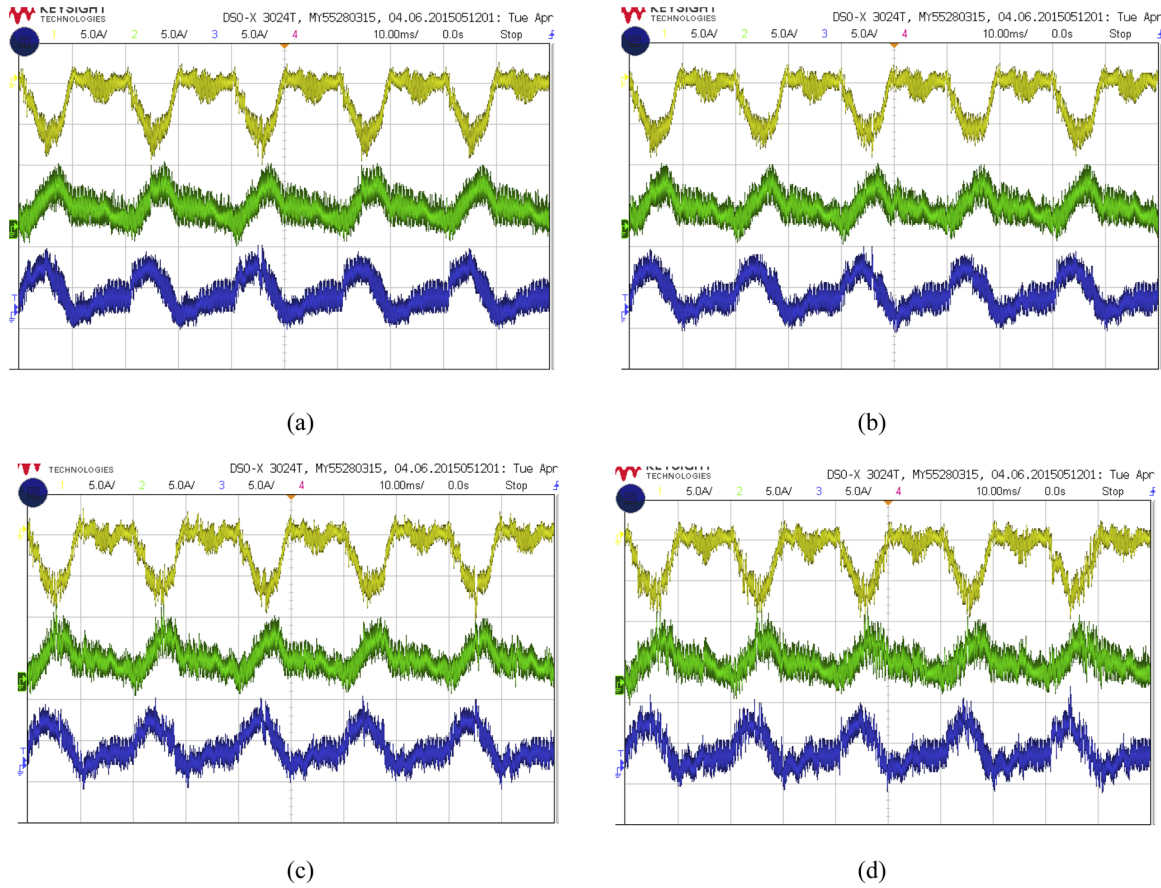 KEYSIGHT
TECHNOLOGIES
DSO-X 3024T, MY55280315, 04.06.2015051201: Tue Apr
1 5.0A/ 2 5.0A/ 3 5.0A/ 4 10.00ms/ 0.0s Stop
KEYSIGHT
TECHNOLOGIES
DSO-X 3024T, MY55280315, 04.06.2015051201: Tue Apr
1 5.0A/ 2 5.0A/ 3 5.0A/ 4 10.00ms/ 0.0s Stop
(a)
(b)
TECHNOLOGIES
DSO-X 3024T, MY55280315, 04.06.2015051201: Tue Apr
1 5.0A/ 2 5.0A/ 3 5.0A/ 4 10.00ms/ 0.0s Stop
KEYSIGHT
TECHNOLOGIES
DSO-X 3024T, MY55280315, 04.06.2015051201: Tue Apr
1 5.0A/ 2 5.0A/ 3 5.0A/ 4 10.00ms/ 0.0s Stop
(c)
(d)